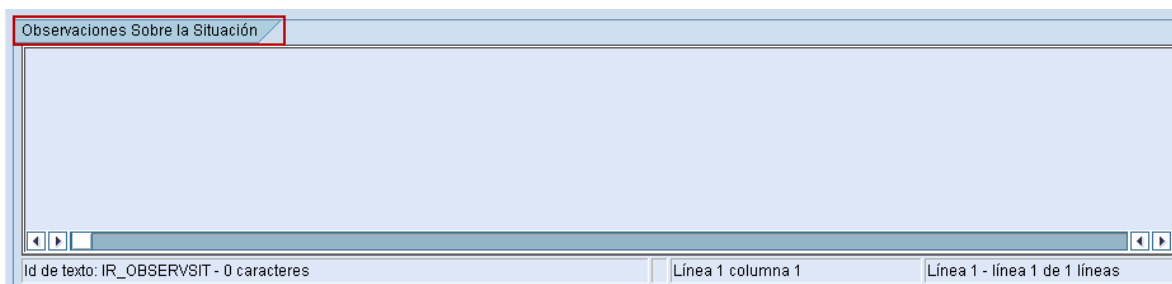 Observaciones Sobre la Situación
Id de texto: IR_OBSERVSIT - 0 caracteres Línea 1 columna 1 Línea 1 - línea 1 de 1 líneas